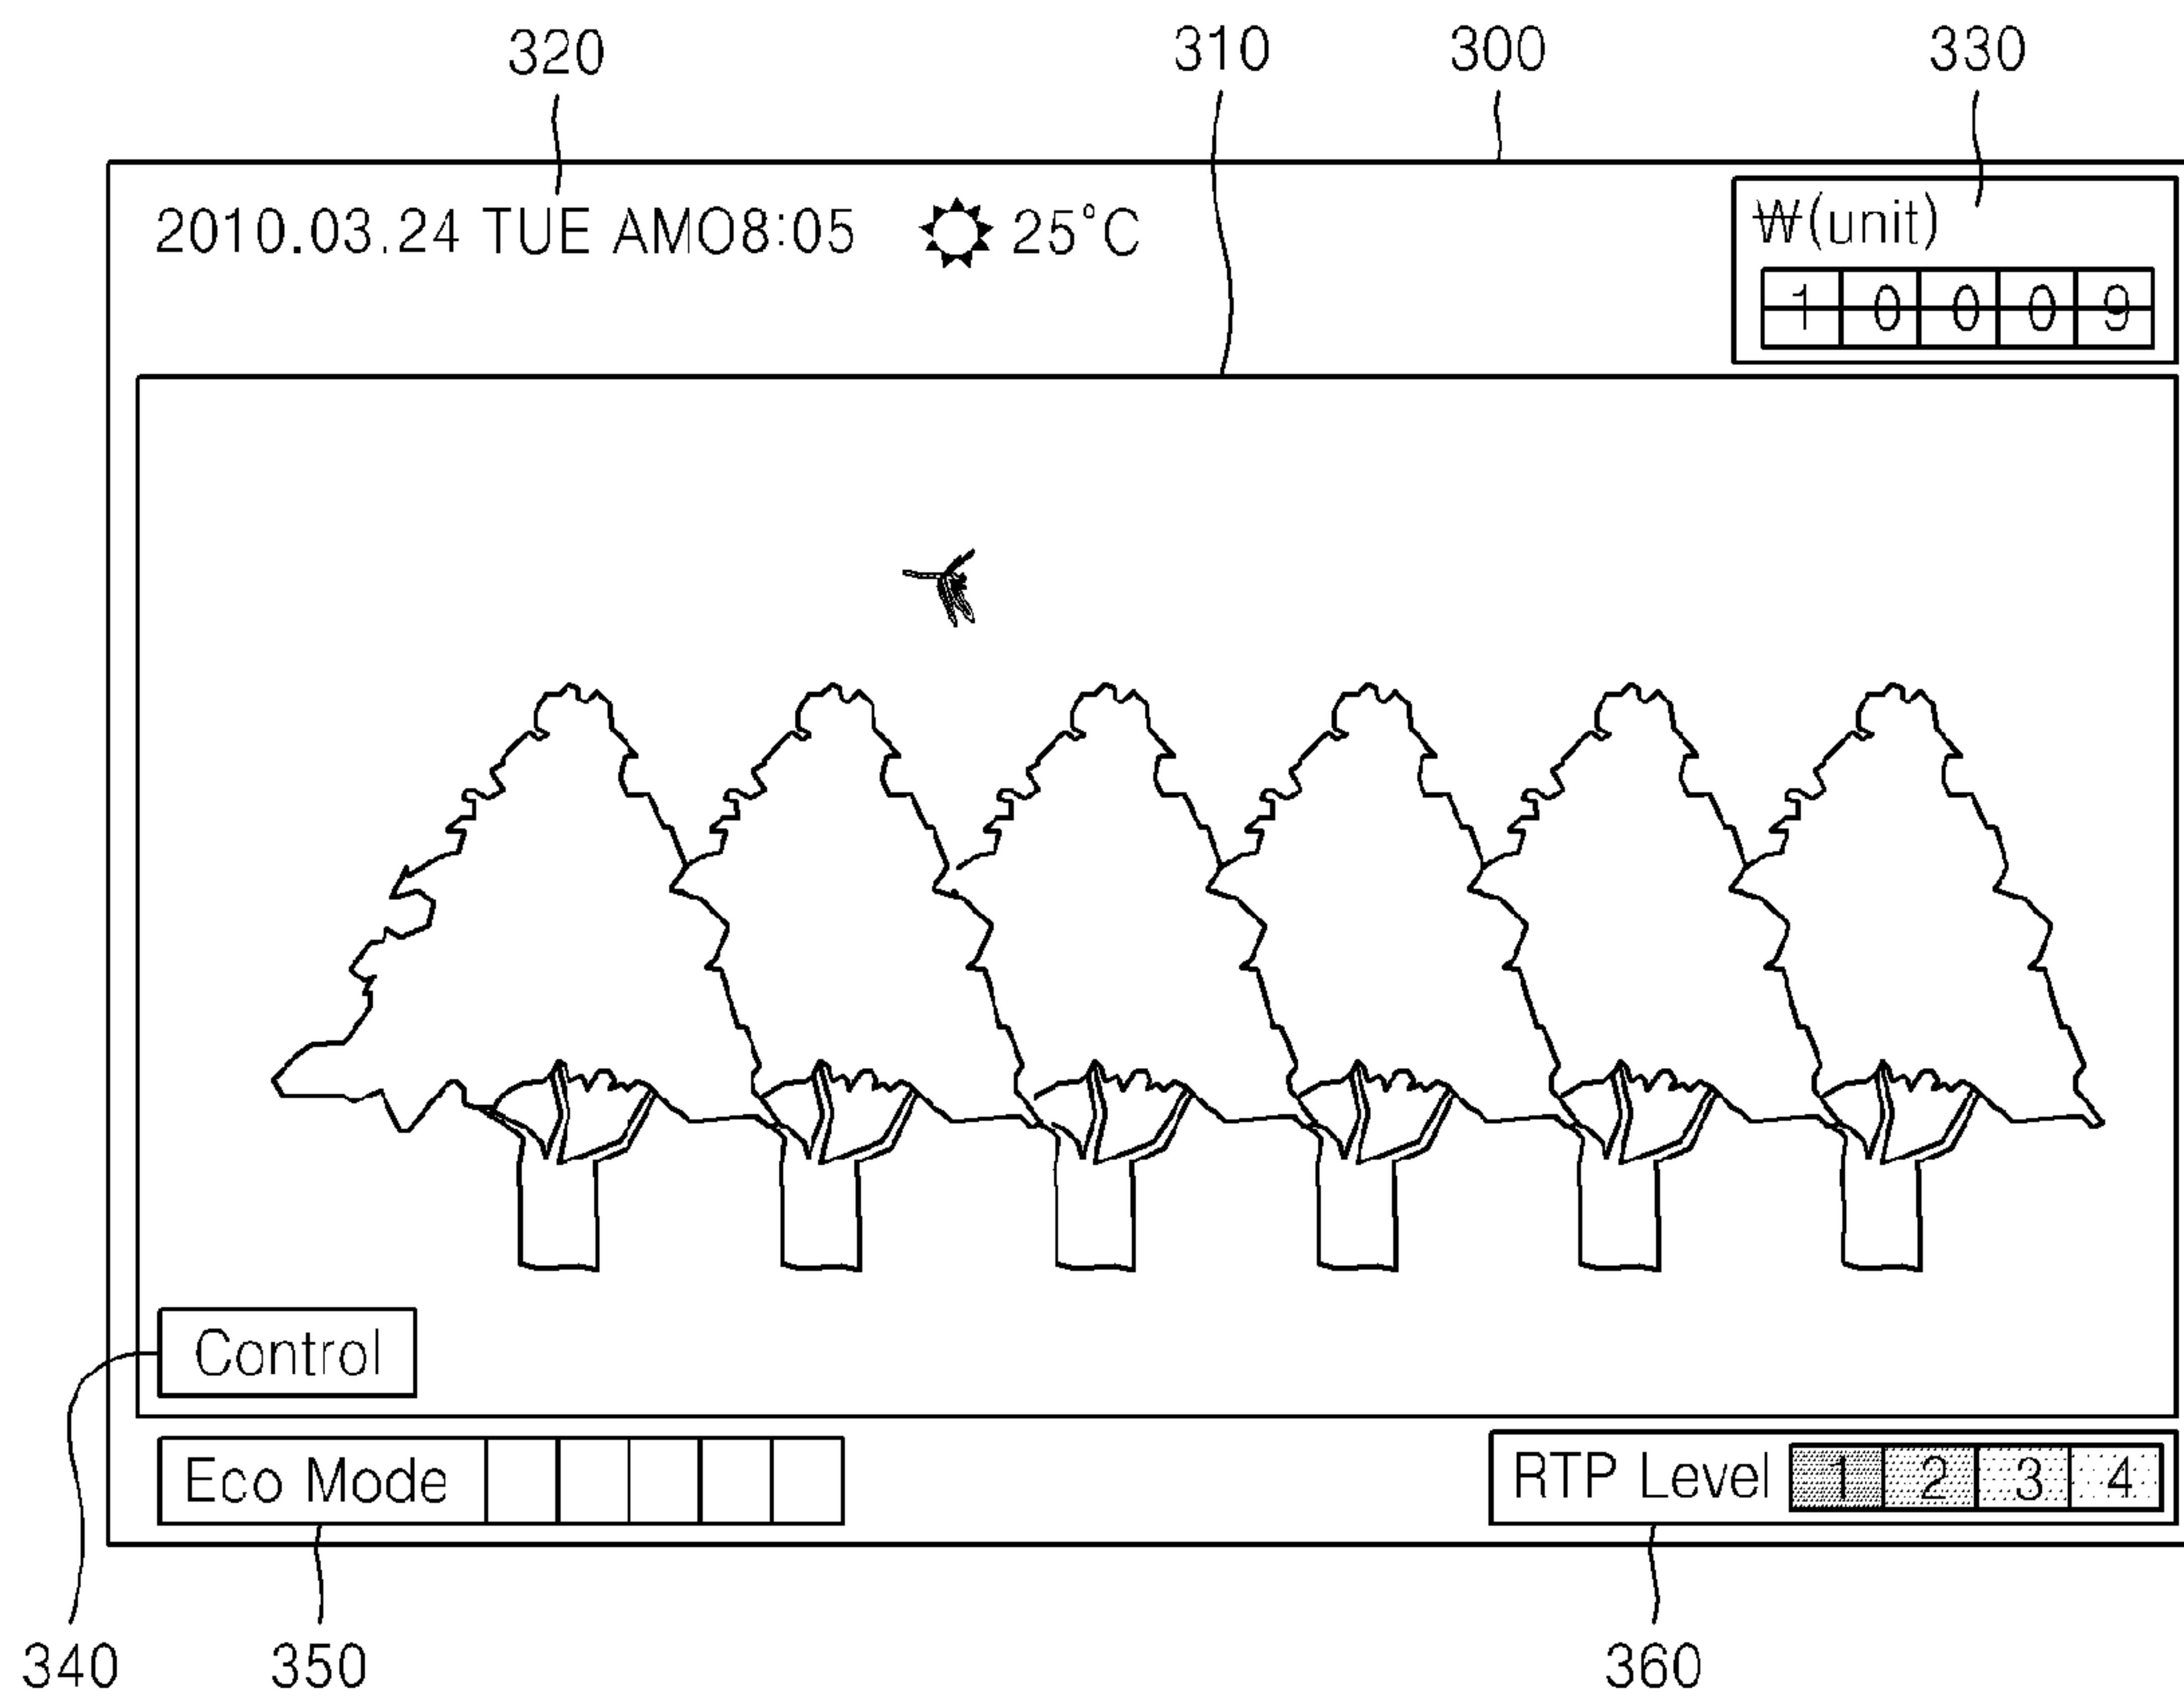 320 310 300 330
2010.03.24 TUE AM08:05 25°C
₩(unit)
1 0 0 0 9
Control
Eco Mode
RTP Level 1 2 3 4
340 350 360